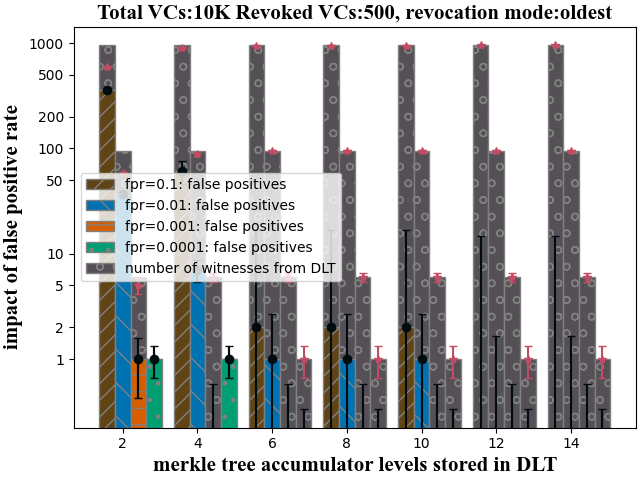 Total VCs:10K Revoked VCs:500, revocation mode:oldest
impact of false positive rate
1000
500
200
100
50
10
5
2
1
fpr=0.1: false positives
fpr=0.01: false positives
fpr=0.001: false positives
fpr=0.0001: false positives
number of witnesses from DLT
2 4 6 8 10 12 14
merkle tree accumulator levels stored in DLT